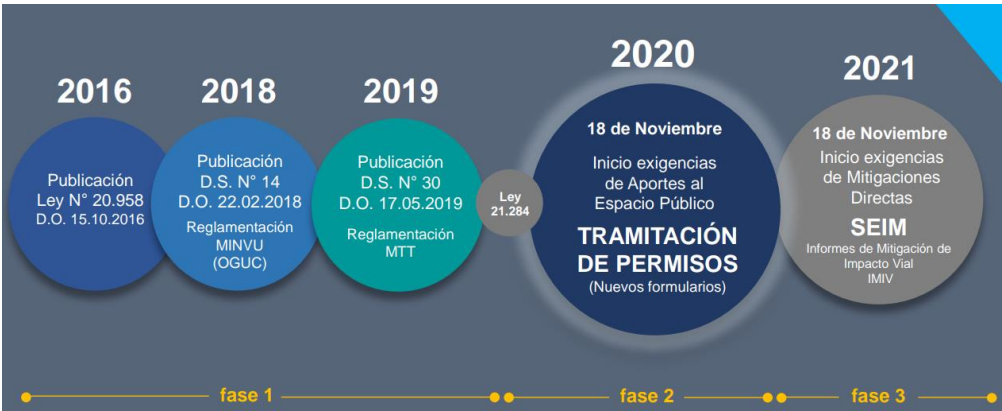 2016
Publicación
Ley N° 20.958
D.O. 15.10.2016
2018
Publicación
D.S. N° 14
D.O. 22.02.2018
Reglamentación
MINVU
(OGUC)
2019
Publicación
D.S. N° 30
D.O. 17.05.2019
Reglamentación
MTT
Ley
21.284
2020
18 de Noviembre
Inicio exigencias
de Aportes al
Espacio Público
TRAMITACIÓN
DE PERMISOS
(Nuevos formularios)
2021
18 de Noviembre
Inicio exigencias
de Mitigaciones
Directas
SEIM
Informes de Mitigación de
Impacto Vial
IMIV
fase 1
fase 2
fase 3